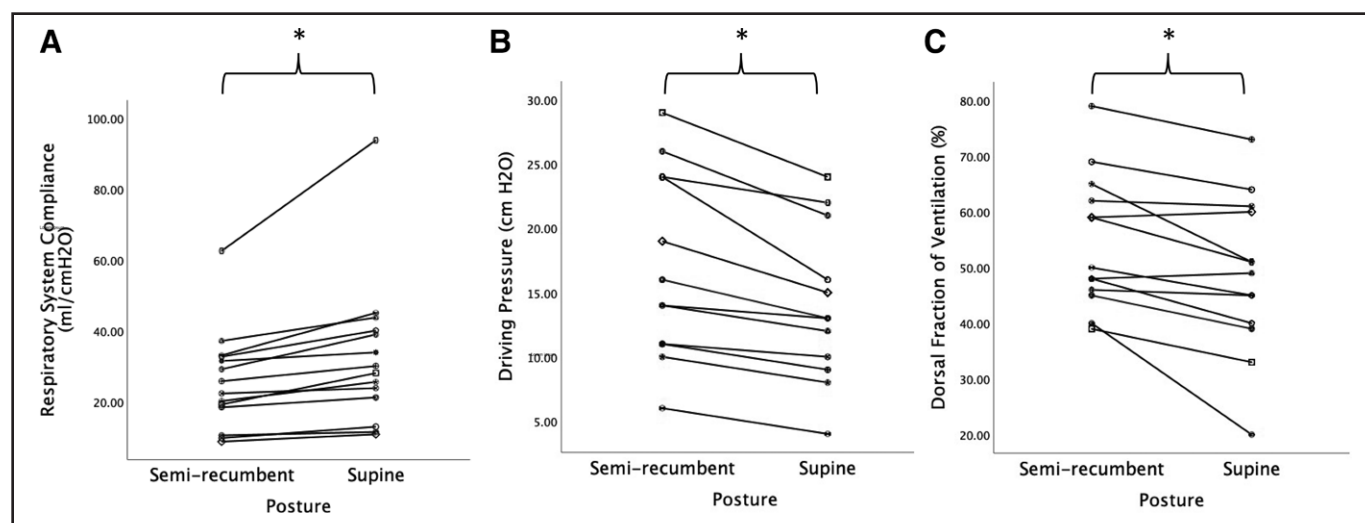 A
*
Respiratory System Compliance
(ml/cmH2O)
100.00
80.00
60.00
40.00
20.00
Semi-recumbent
Supine
Posture
B
*
Driving Pressure (cm H2O)
30.00
25.00
20.00
15.00
10.00
5.00
Semi-recumbent
Supine
Posture
C
*
Dorsal Fraction of Ventilation (%)
80.00
70.00
60.00
50.00
40.00
30.00
20.00
Semi-recumbent
Supine
Posture